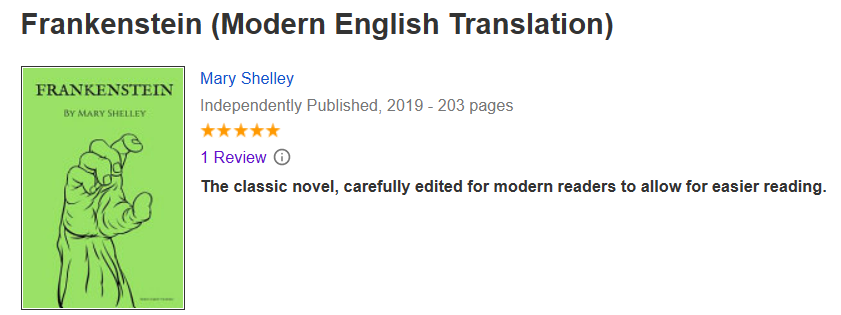 Frankenstein (Modern English Translation)
FRANKENSTEIN
BY MARY SHELLEY
Mary Shelley
Independently Published, 2019 - 203 pages
1 Review
The classic novel, carefully edited for modern readers to allow for easier reading.